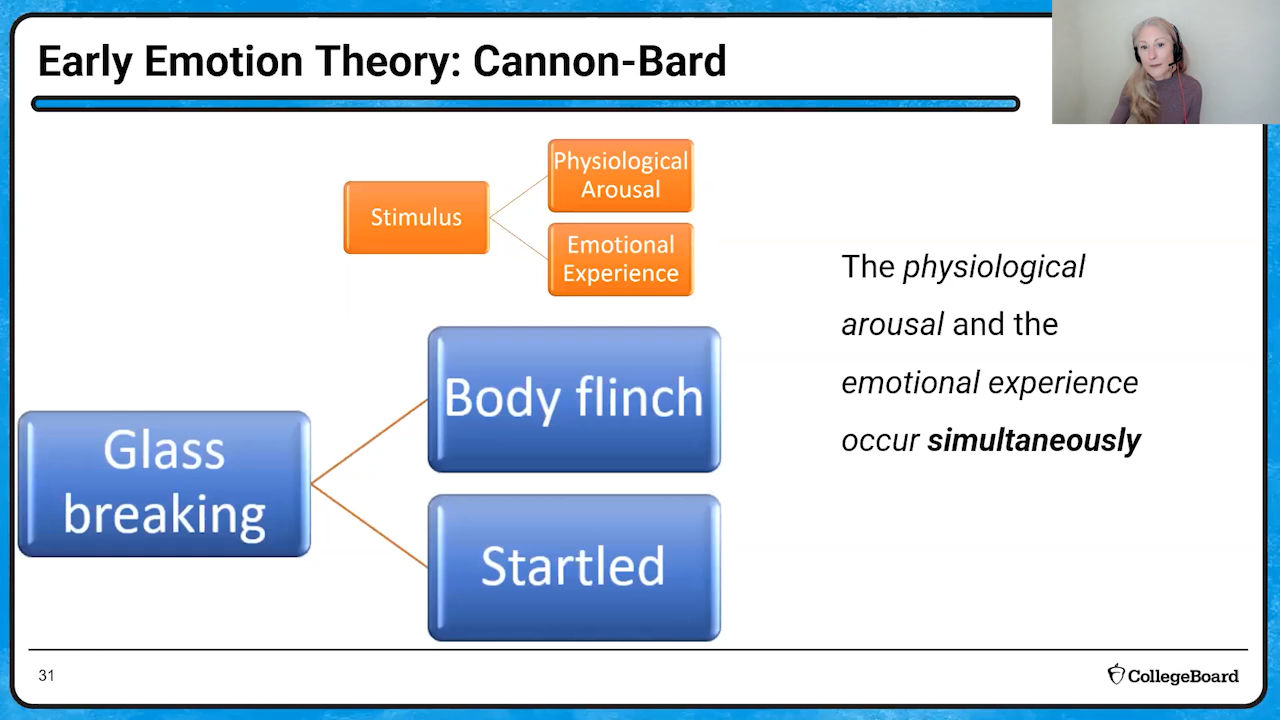 Early Emotion Theory: Cannon-Bard
Stimulus
Physiological
Arousal
Emotional
Experience
Glass
breaking
Body flinch
Startled
The physiological
arousal and the
emotional experience
occur simultaneously
31
CollegeBoard